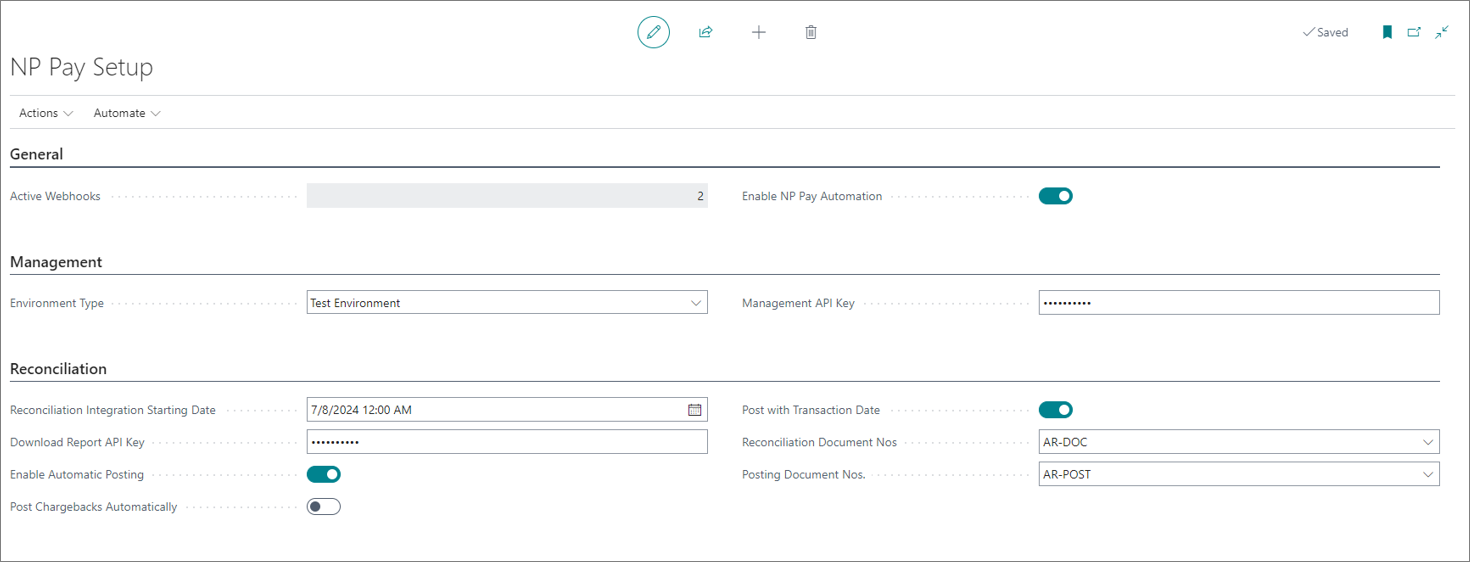 Saved
NP Pay Setup
Actions Automate
General
Active Webhooks 2 Enable NP Pay Automation
Management
Environment Type Test Environment Management API Key ••••••••••
Reconciliation
Reconciliation Integration Starting Date 7/8/2024 12:00 AM Post with Transaction Date
Download Report API Key •••••••••• Reconciliation Document Nos AR-DOC
Enable Automatic Posting Posting Document Nos. AR-POST
Post Chargebacks Automatically